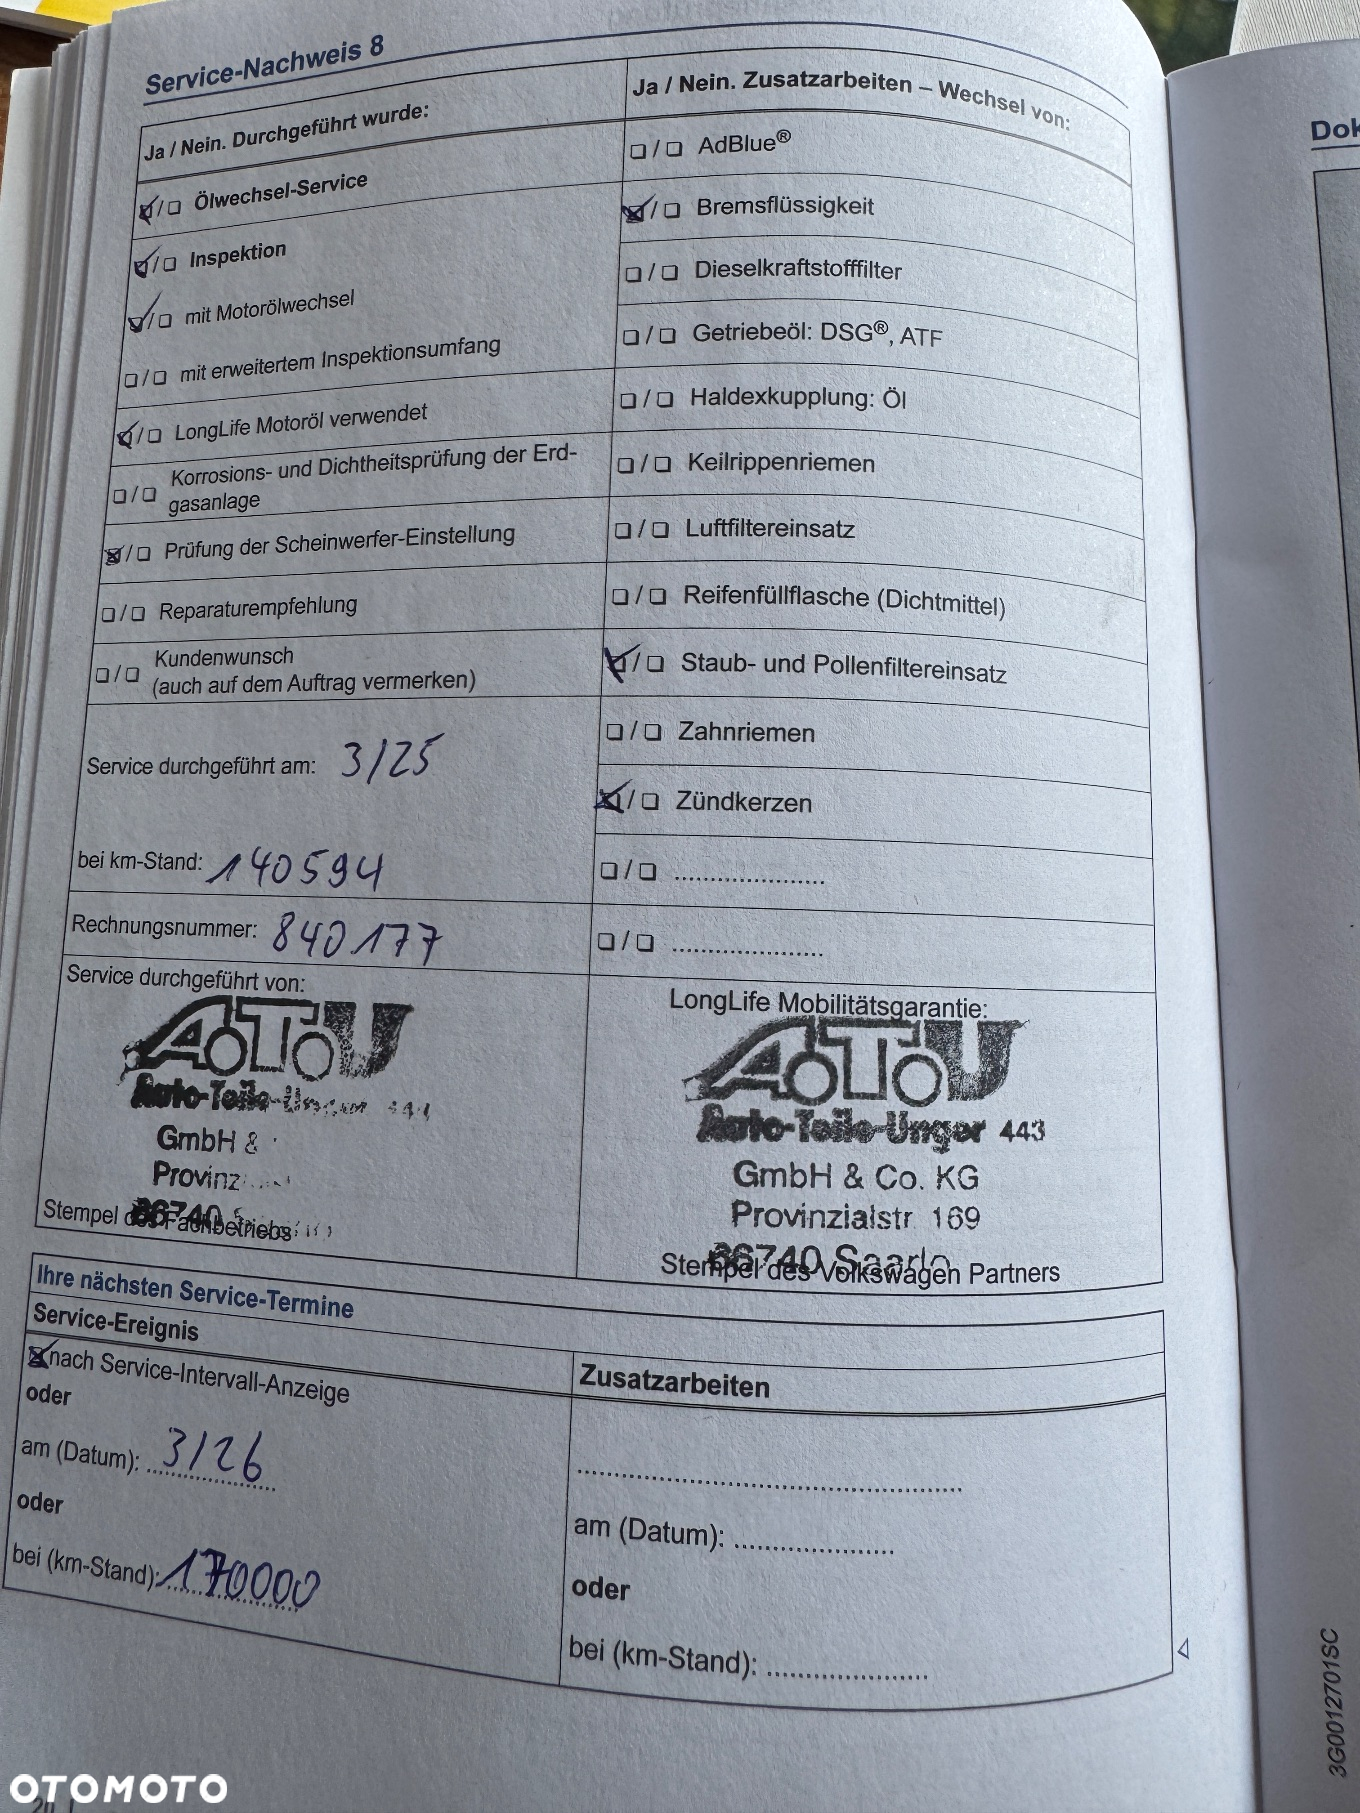 Service-Nachweis 8
Ja / Nein. Durchgeführt wurde:
Ölwechsel-Service
Inspektion
mit Motorölwechsel
mit erweitertem Inspektionsumfang
LongLife Motoröl verwendet
Korrosions- und Dichtheitsprüfung der Erd-
gasanlage
Prüfung der Scheinwerfer-Einstellung
Reparaturempfehlung
Kundenwunsch
(auch auf dem Auftrag vermerken)
Service durchgeführt am: 3/25
bei km-Stand: 140594
Rechnungsnummer: 840177
Service durchgeführt von:
A.T.U
Auto-Teile-Unger
GmbH &
Stempel des Fachbetriebs
Ja / Nein. Zusatzarbeiten – Wechsel von:
AdBlue®
Bremsflüssigkeit
Dieselkraftstofffilter
Getriebeöl: DSG®, ATF
Haldexkupplung: Öl
Keilrippenriemen
Luftfiltereinsatz
Reifenfüllflasche (Dichtmittel)
Staub- und Pollenfiltereinsatz
Zahnriemen
Zündkerzen
LongLife Mobilitätsgarantie:
A.T.U
Auto-Teile-Unger 443
GmbH & Co. KG
Provinzialstr. 169
66740
Stempel des Volkswagen Partners
Ihre nächsten Service-Termine
Service-Ereignis
nach Service-Intervall-Anzeige
oder
am (Datum): 3/26
oder
bei (km-Stand): 170000
Zusatzarbeiten
am (Datum):
oder
bei (km-Stand):
3G0012701SC
OTOMOTO